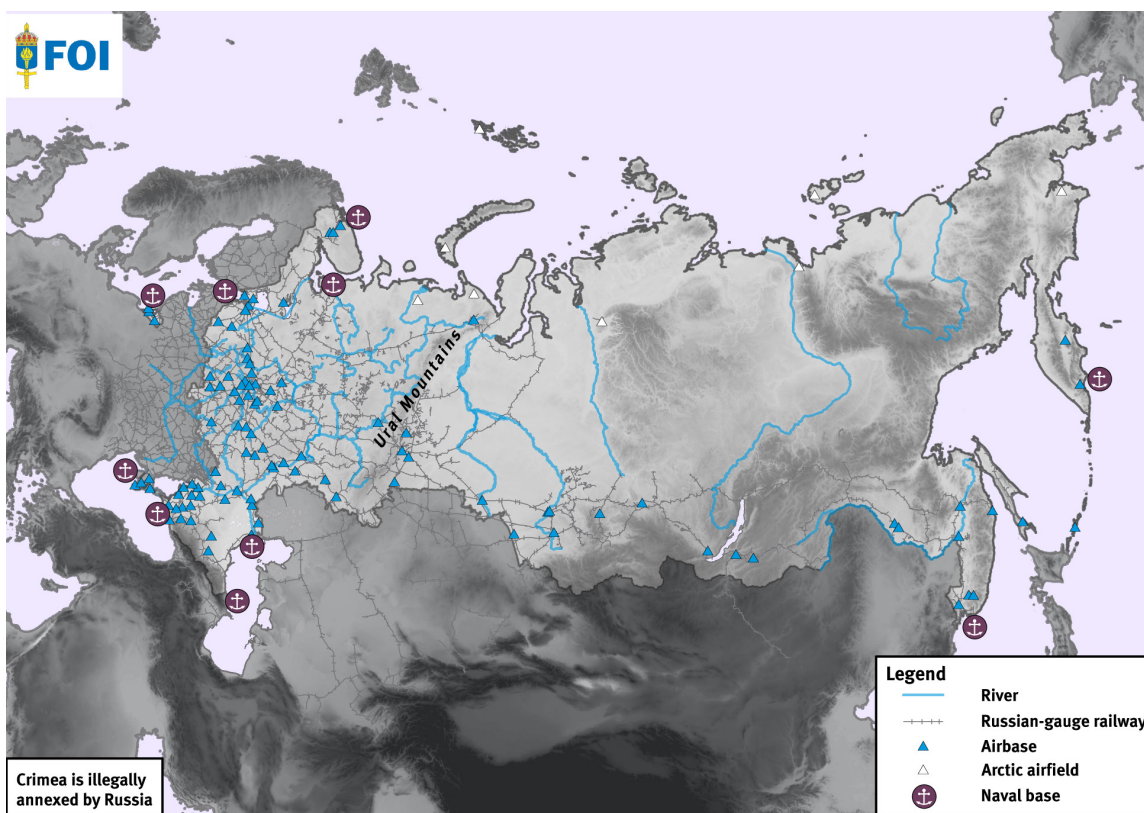 FOI
Ural Mountains
Legend
River
Russian-gauge railway
Airbase
Arctic airfield
Naval base
Crimea is illegally
annexed by Russia